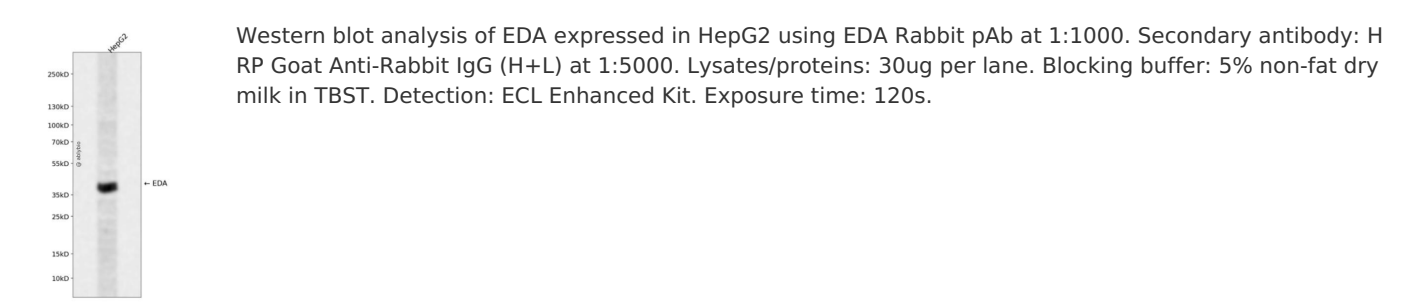 HepG2
Western blot analysis of EDA expressed in HepG2 using EDA Rabbit pAb at 1:1000. Secondary antibody: H
RP Goat Anti-Rabbit IgG (H+L) at 1:5000. Lysates/proteins: 30ug per lane. Blocking buffer: 5% non-fat dry
milk in TBST. Detection: ECL Enhanced Kit. Exposure time: 120s.
250kD
130kD
100kD
70kD
55kD
← EDA
35kD
25kD
15kD
10kD